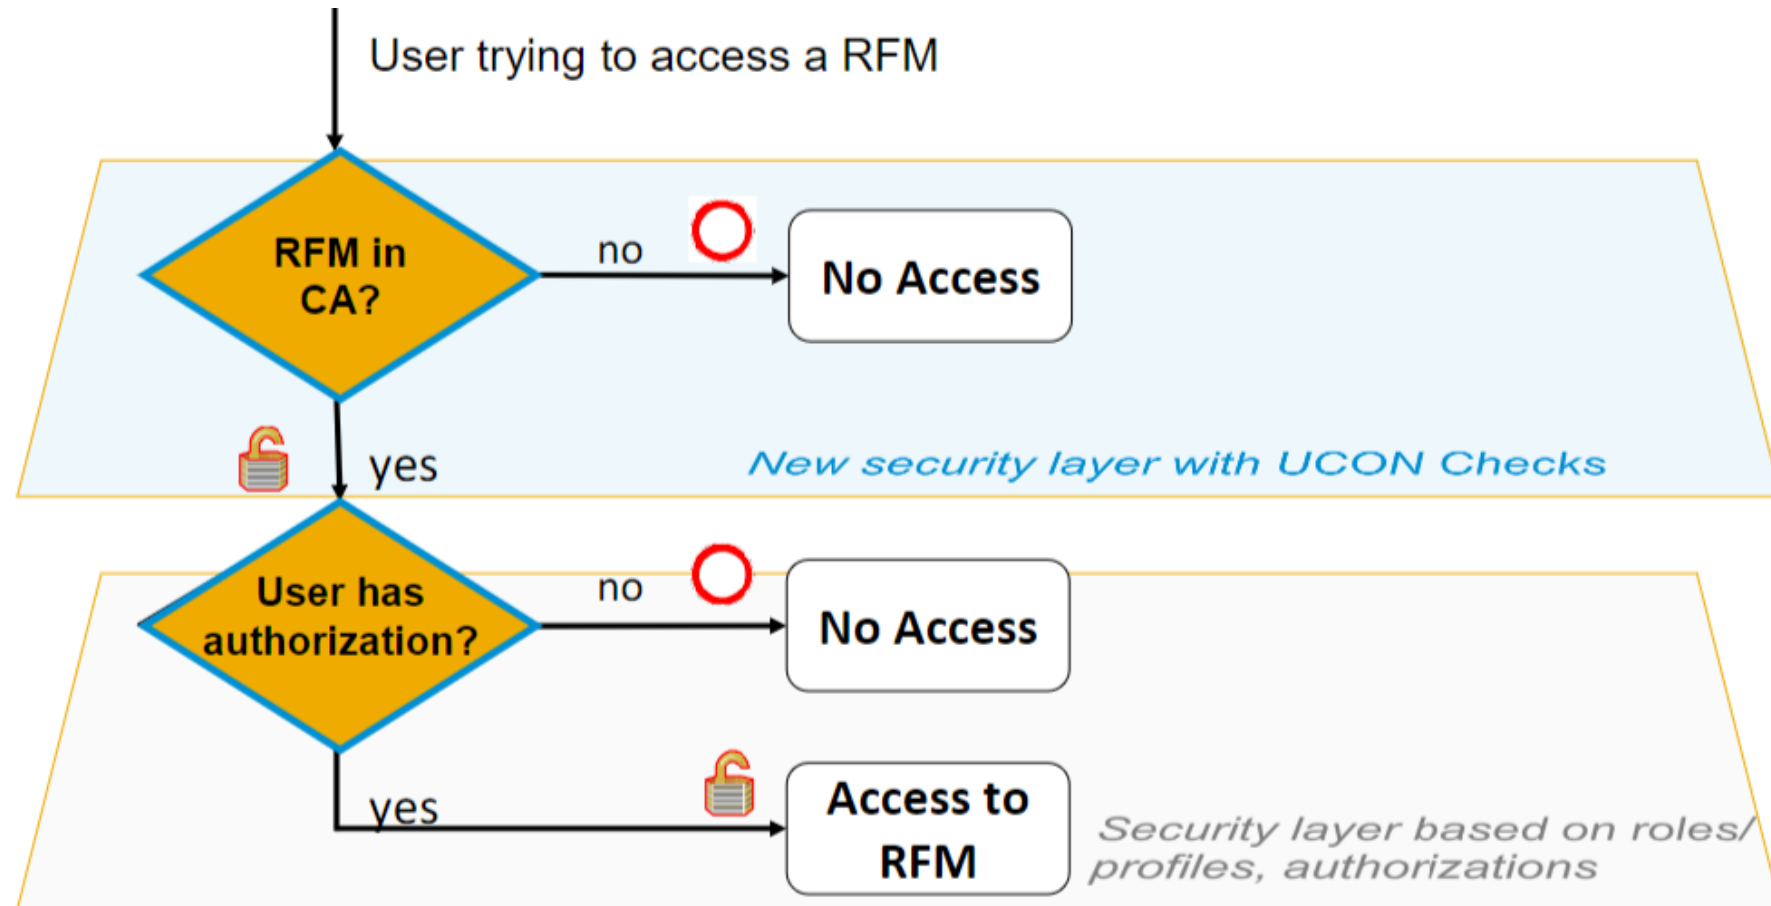 User trying to access a RFM
RFM in
CA?
no
No Access
yes
New security layer with UCON Checks
User has
authorization?
no
No Access
yes
Access to
RFM
Security layer based on roles/
profiles, authorizations